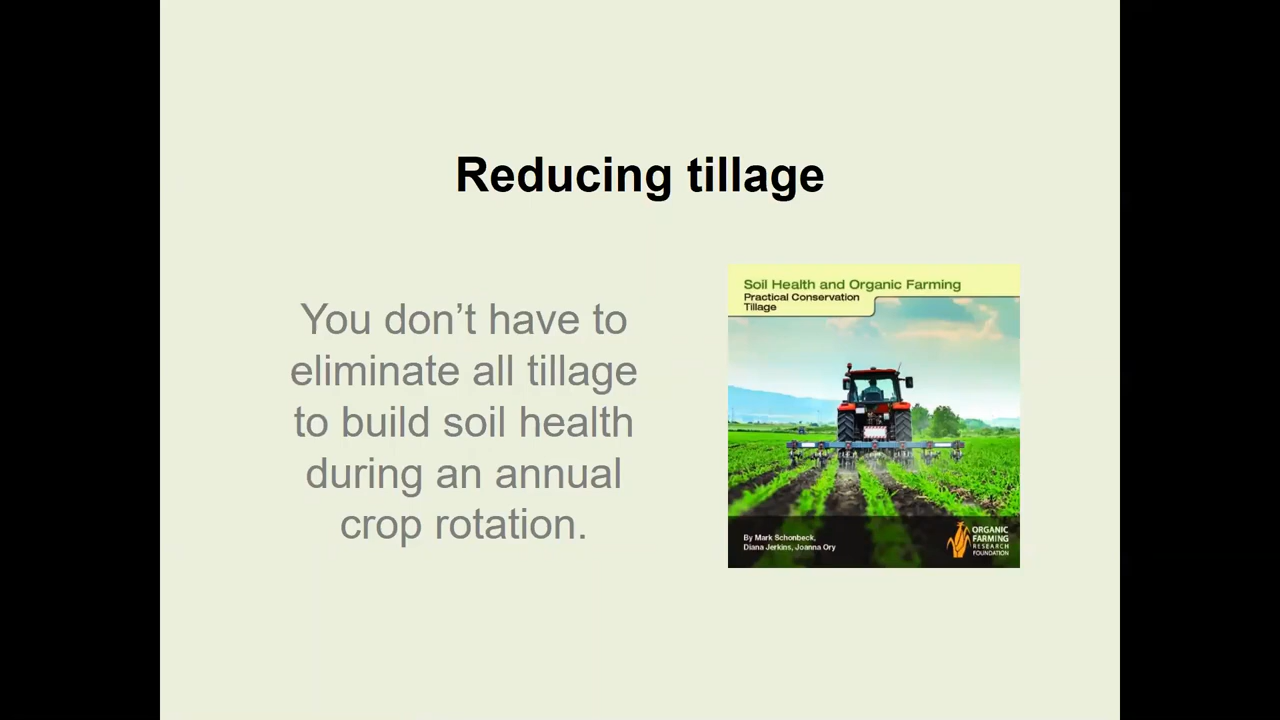 Reducing tillage
You don’t have to
eliminate all tillage
to build soil health
during an annual
crop rotation.
Soil Health and Organic Farming
Practical Conservation
Tillage
By Mark Schonbeck,
Diana Jerkins, Joanna Ory
ORGANIC
FARMING
RESEARCH
FOUNDATION